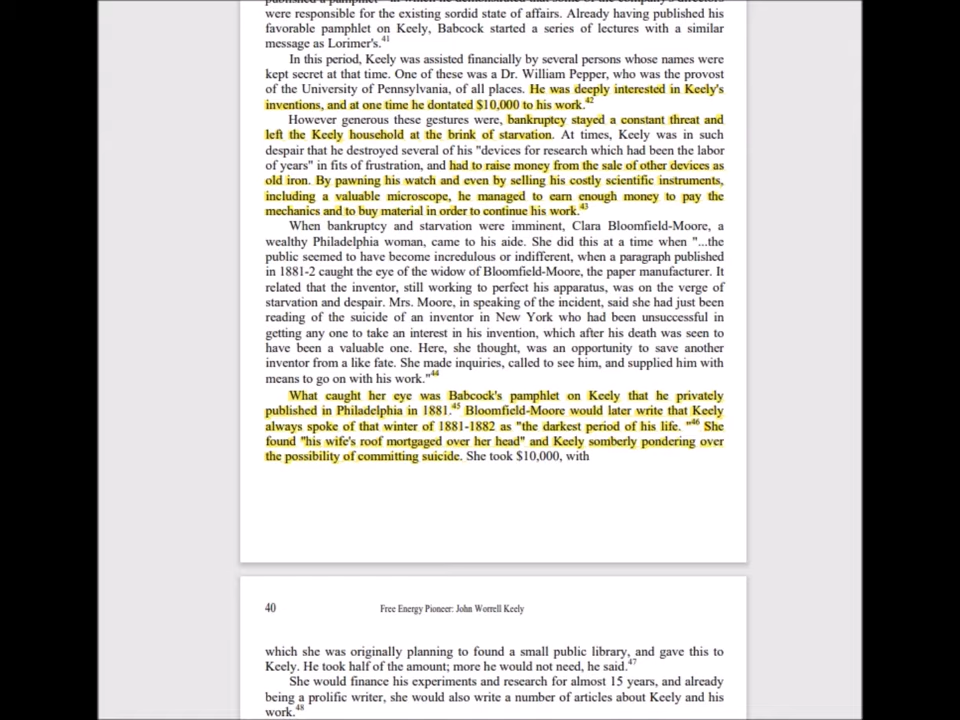 were responsible for the existing sordid state of affairs. Already having published his
favorable pamphlet on Keely, Babcock started a series of lectures with a similar
message as Lorimer's.41
In this period, Keely was assisted financially by several persons whose names were
kept secret at that time. One of these was a Dr. William Pepper, who was the provost
of the University of Pennsylvania, of all places. He was deeply interested in Keely's
inventions, and at one time he dontated $10,000 to his work.42
However generous these gestures were, bankruptcy stayed a constant threat and
left the Keely household at the brink of starvation. At times, Keely was in such
despair that he destroyed several of his "devices for research which had been the labor
of years" in fits of frustration, and had to raise money from the sale of other devices as
old iron. By pawning his watch and even by selling his costly scientific instruments,
including a valuable microscope, he managed to earn enough money to pay the
mechanics and to buy material in order to continue his work.43
When bankruptcy and starvation were imminent, Clara Bloomfield-Moore, a
wealthy Philadelphia woman, came to his aide. She did this at a time when "...the
public seemed to have become incredulous or indifferent, when a paragraph published
in 1881-2 caught the eye of the widow of Bloomfield-Moore, the paper manufacturer. It
related that the inventor, still working to perfect his apparatus, was on the verge of
starvation and despair. Mrs. Moore, in speaking of the incident, said she had just been
reading of the suicide of an inventor in New York who had been unsuccessful in
getting any one to take an interest in his invention, which after his death was seen to
have been a valuable one. Here, she thought, was an opportunity to save another
inventor from a like fate. She made inquiries, called to see him, and supplied him with
means to go on with his work."44
What caught her eye was Babcock's pamphlet on Keely that he privately
published in Philadelphia in 1881.45 Bloomfield-Moore would later write that Keely
always spoke of that winter of 1881-1882 as "the darkest period of his life. "46 She
found "his wife's roof mortgaged over her head" and Keely somberly pondering over
the possibility of committing suicide. She took $10,000, with
40 Free Energy Pioneer: John Worrell Keely
which she was originally planning to found a small public library, and gave this to
Keely. He took half of the amount; more he would not need, he said.47
She would finance his experiments and research for almost 15 years, and already
being a prolific writer, she would also write a number of articles about Keely and his
work.48